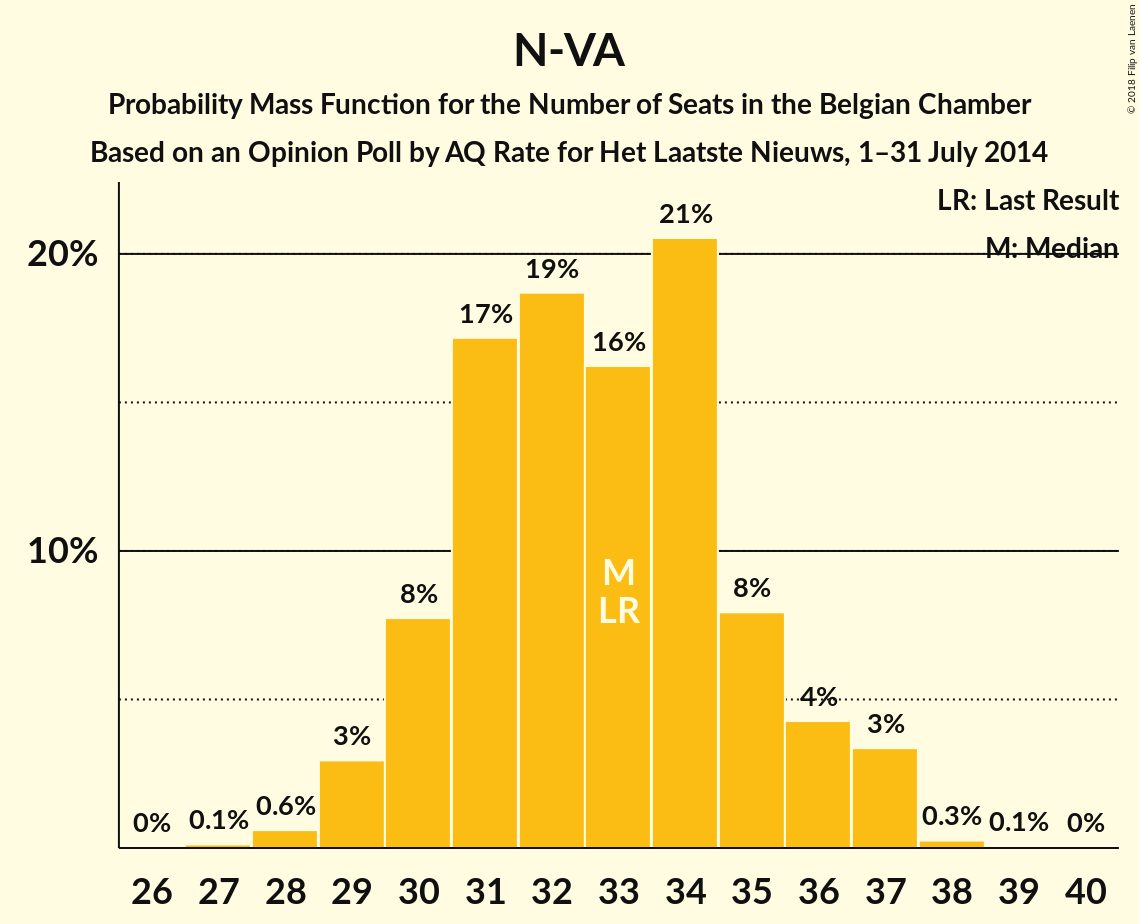 N-VA
Probability Mass Function for the Number of Seats in the Belgian Chamber
Based on an Opinion Poll by AQ Rate for Het Laatste Nieuws, 1–31 July 2014
© 2018 Filip van Laenen
LR: Last Result
M: Median
20%
10%
0%
0.1%
0.6%
3%
8%
17%
19%
16%
21%
8%
4%
3%
0.3%
0.1%
0%
M
LR
26 27 28 29 30 31 32 33 34 35 36 37 38 39 40